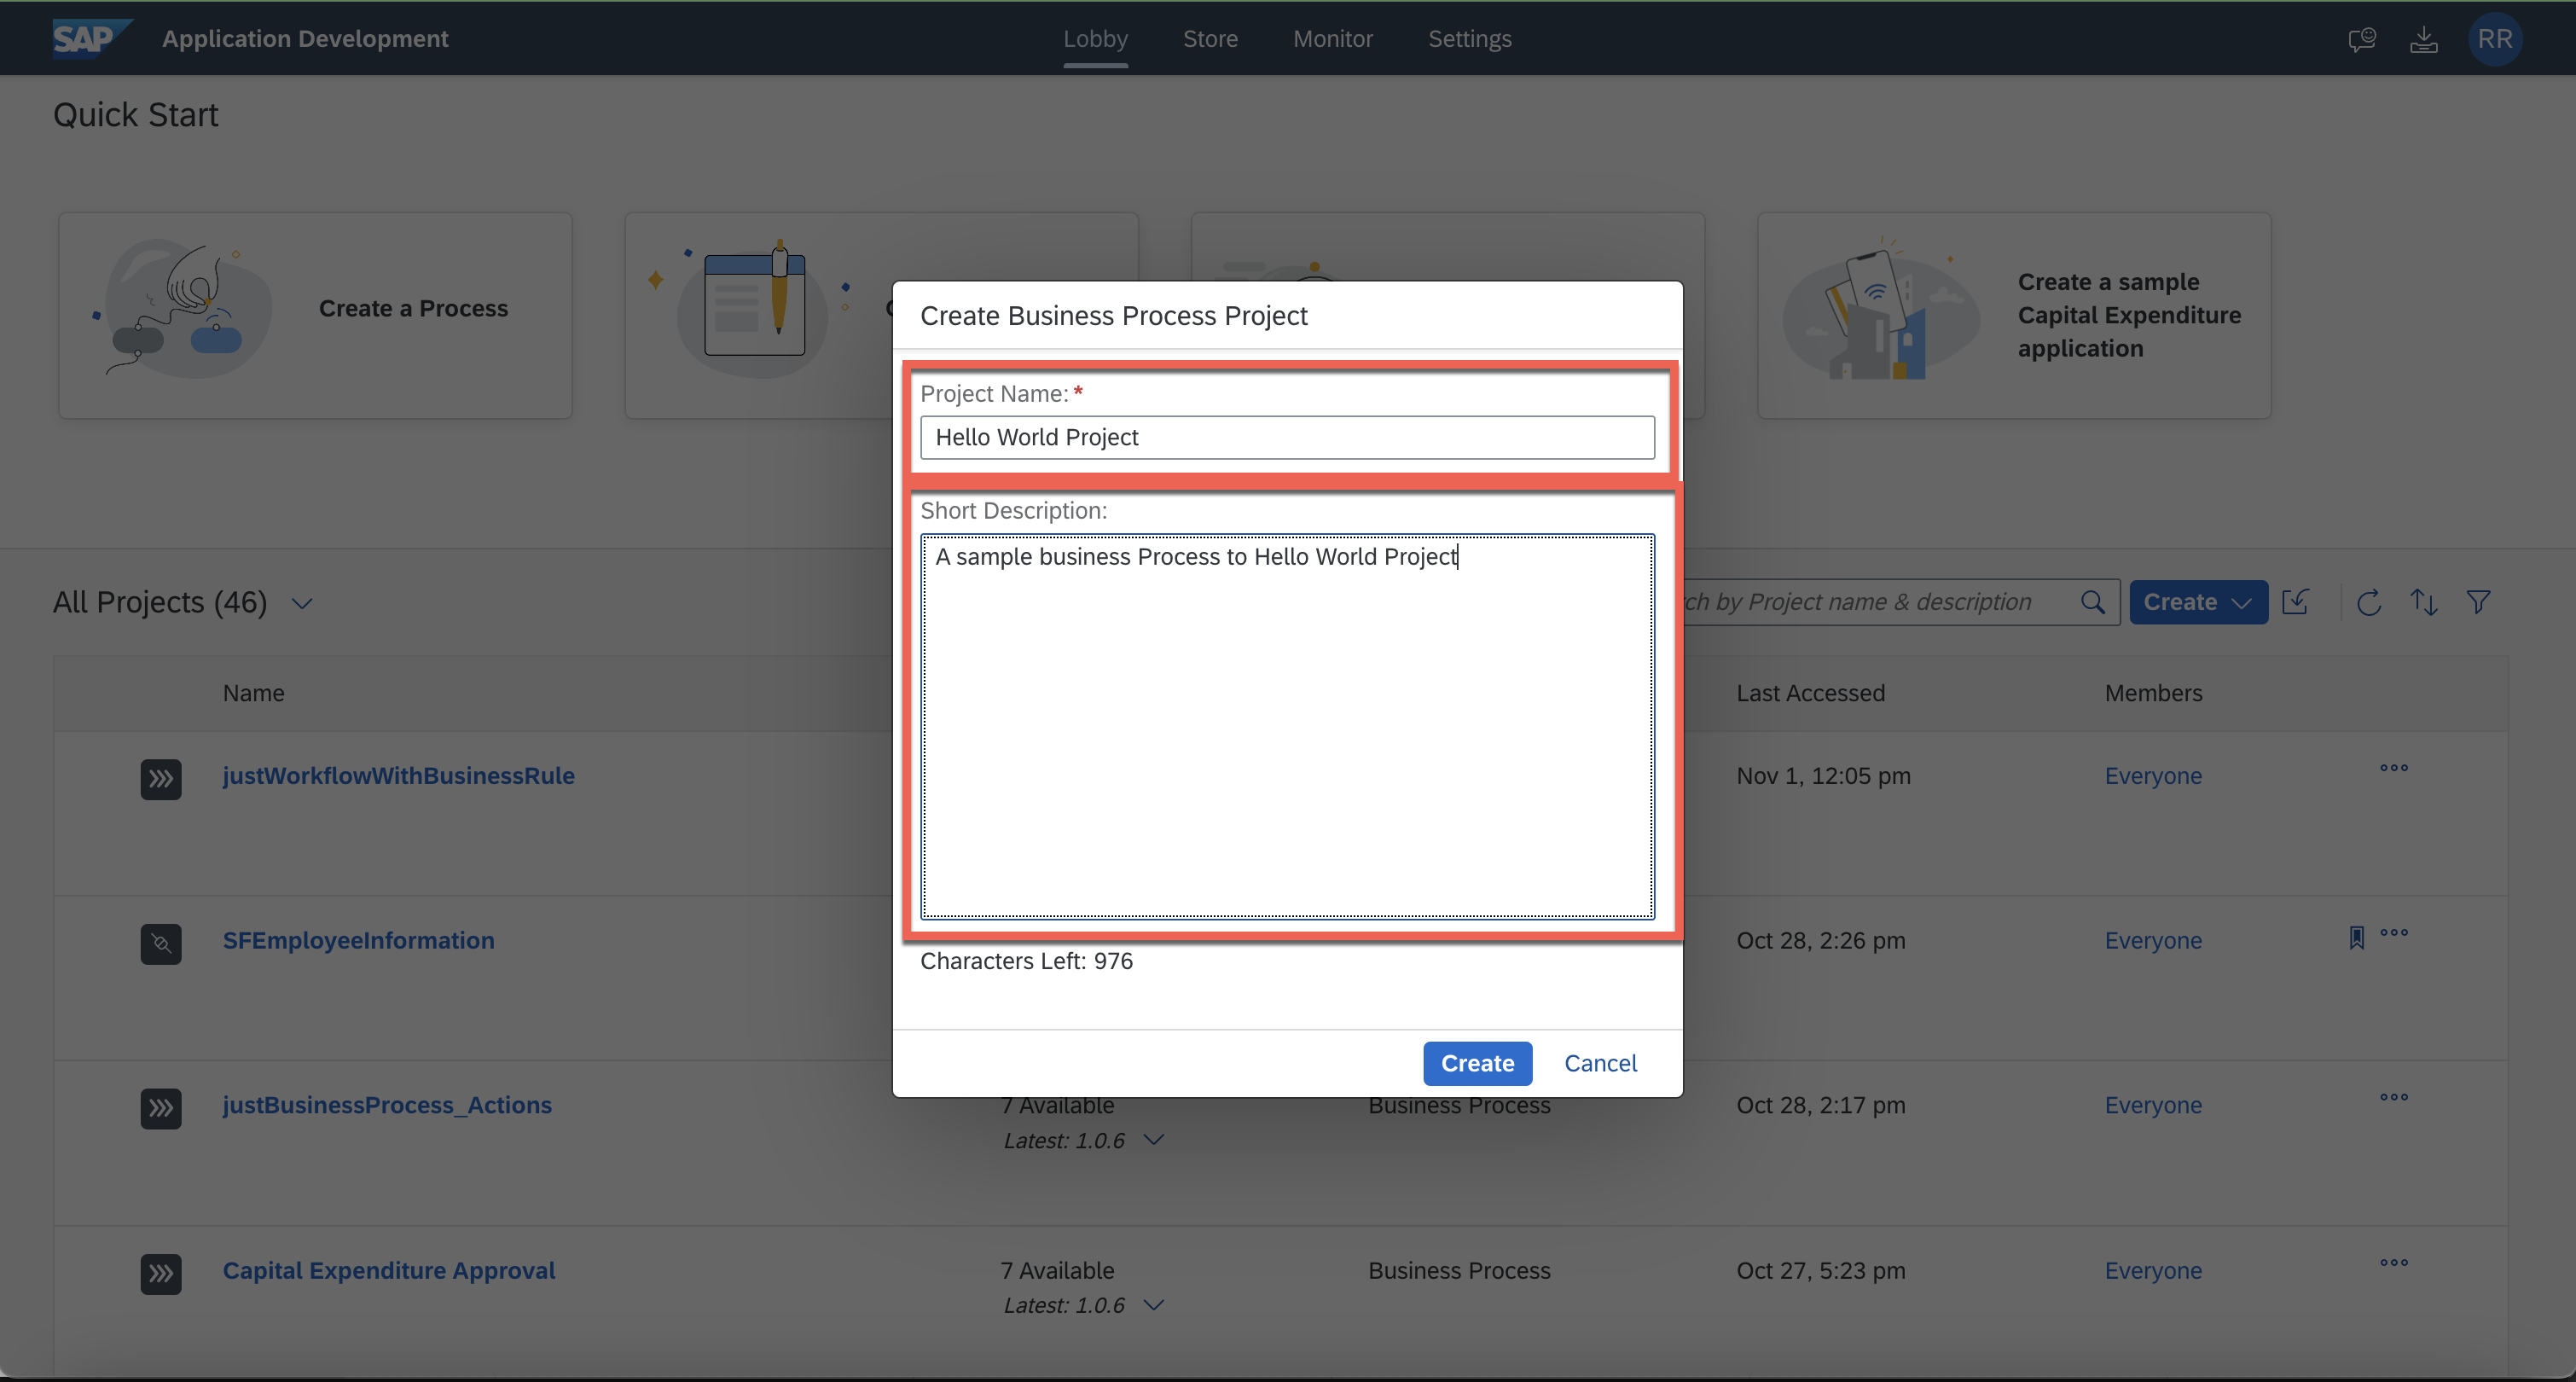 SAP Application Development
Lobby Store Monitor Settings
RR
Quick Start
Create a Process
Create a sample
Capital Expenditure
application
Create Business Process Project
Project Name: *
Hello World Project
Short Description:
A sample business Process to Hello World Project
Characters Left: 976
Create Cancel
All Projects (46)
by Project name & description
Create
Name Last Accessed Members
justWorkflowWithBusinessRule Nov 1, 12:05 pm Everyone
SFEmployeeInformation Oct 28, 2:26 pm Everyone
justBusinessProcess_Actions 7 Available Business Process Oct 28, 2:17 pm Everyone
Latest: 1.0.6
Capital Expenditure Approval 7 Available Business Process Oct 27, 5:23 pm Everyone
Latest: 1.0.6